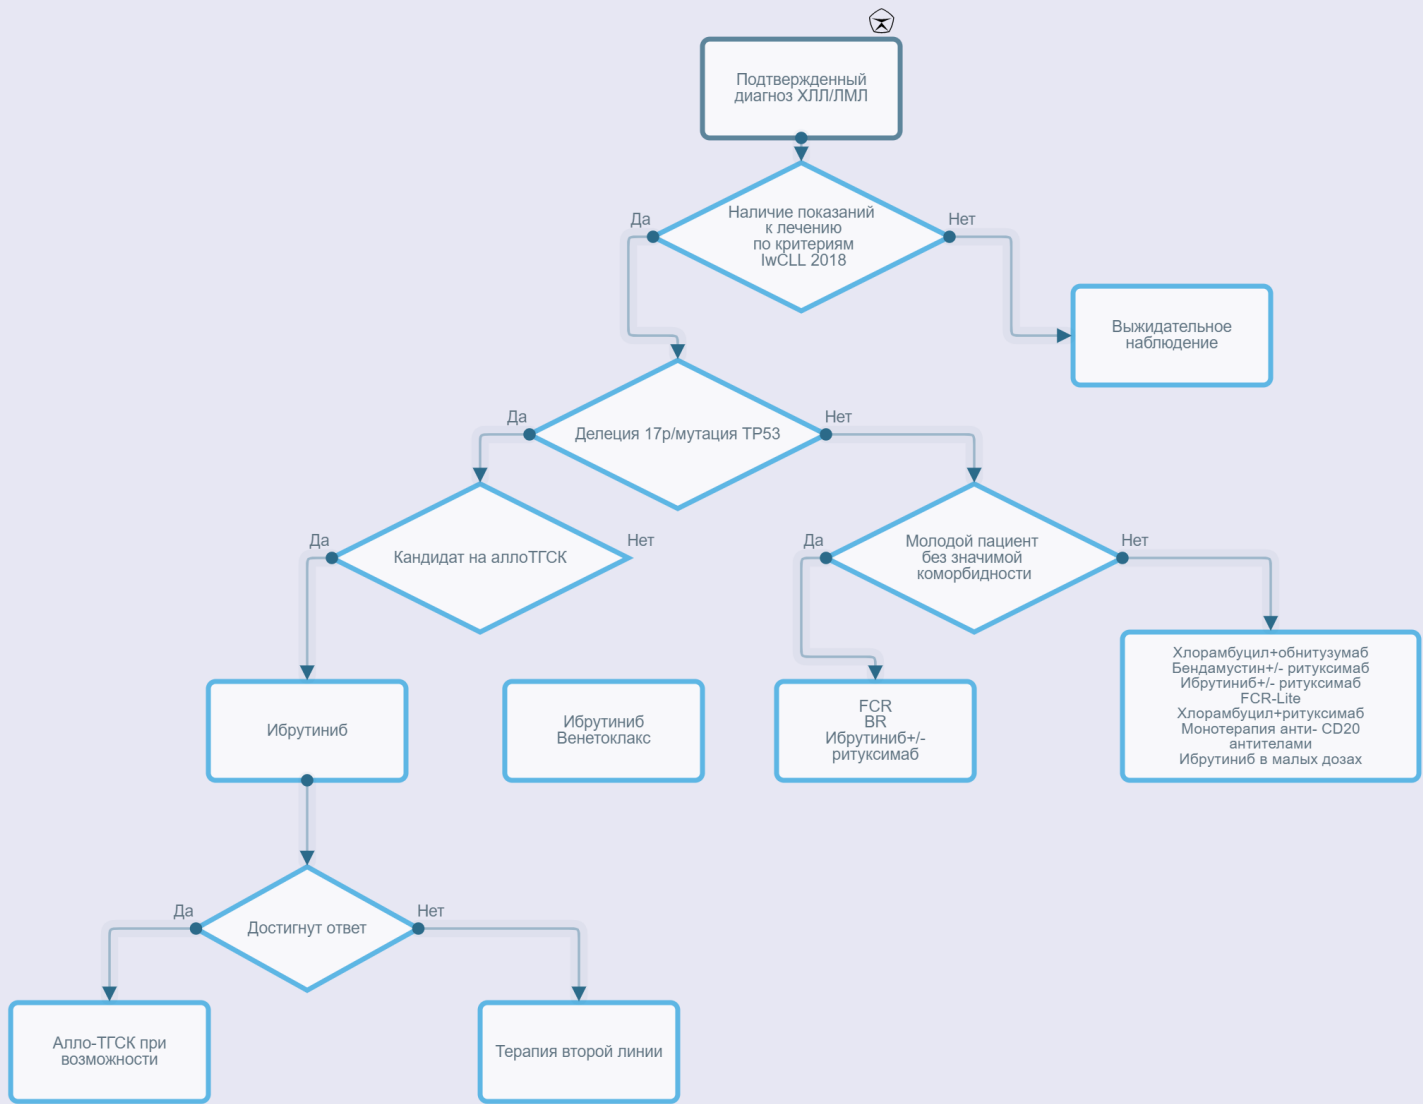 Подтвержденный
диагноз ХЛЛ/ЛМЛ
Да
Наличие показаний
к лечению
по критериям
IwCLL 2018
Нет
Выжидательное
наблюдение
Да
Делеция 17p/мутация TP53
Нет
Да
Кандидат на аллоТГСК
Нет
Да
Молодой пациент
без значимой
коморбидности
Нет
Ибрутиниб
Ибрутиниб
Венетоклакс
FCR
BR
Ибрутиниб+/-
ритуксимаб
Хлорамбуцил+обнитузумаб
Бендамустин+/- ритуксимаб
Ибрутиниб+/- ритуксимаб
FCR-Lite
Хлорамбуцил+ритуксимаб
Монотерапия анти- CD20
антителами
Ибрутиниб в малых дозах
Да
Достигнут ответ
Нет
Алло-ТГСК при
возможности
Терапия второй линии